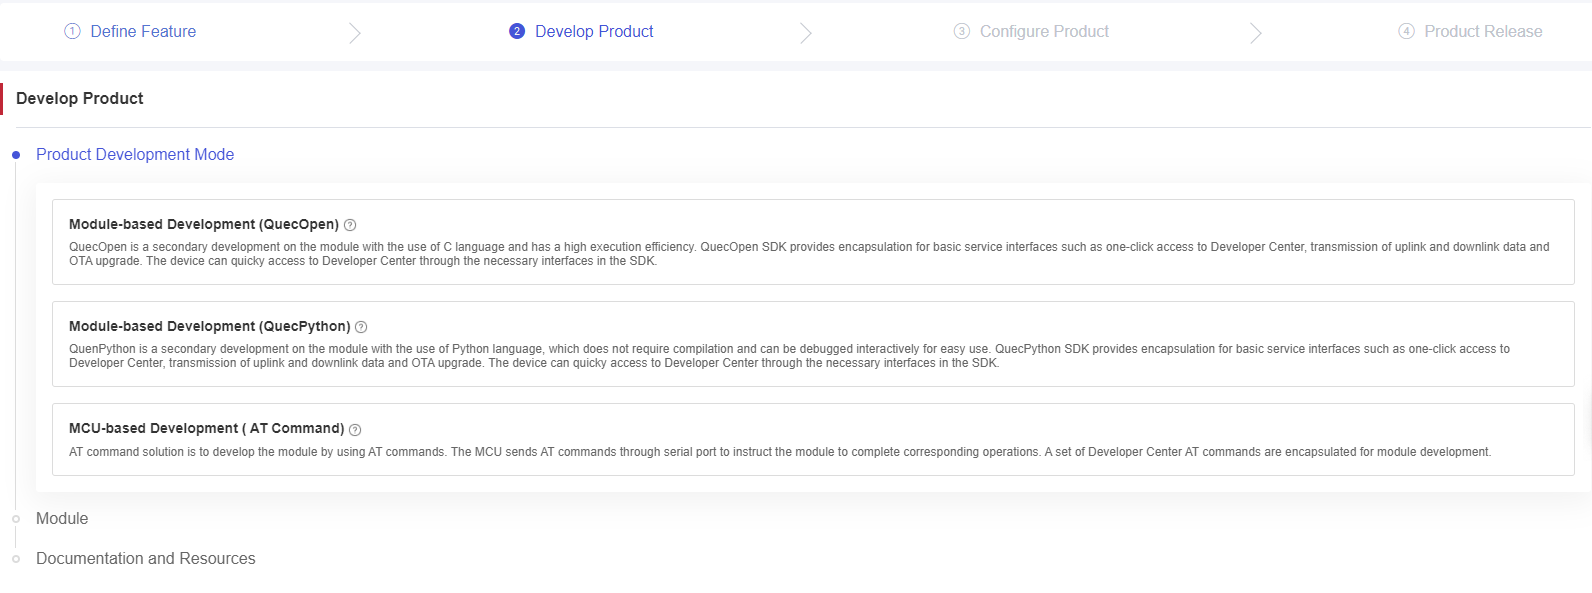 1 Define Feature
2 Develop Product
3 Configure Product
4 Product Release
Develop Product
Product Development Mode
Module-based Development (QuecOpen) ?
QuecOpen is a secondary development on the module with the use of C language and has a high execution efficiency. QuecOpen SDK provides encapsulation for basic service interfaces such as one-click access to Developer Center, transmission of uplink and downlink data and
OTA upgrade. The device can quicky access to Developer Center through the necessary interfaces in the SDK.
Module-based Development (QuecPython) ?
QuenPython is a secondary development on the module with the use of Python language, which does not require compilation and can be debugged interactively for easy use. QuecPython SDK provides encapsulation for basic service interfaces such as one-click access to
Developer Center, transmission of uplink and downlink data and OTA upgrade. The device can quicky access to Developer Center through the necessary interfaces in the SDK.
MCU-based Development ( AT Command) ?
AT command solution is to develop the module by using AT commands. The MCU sends AT commands through serial port to instruct the module to complete corresponding operations. A set of Developer Center AT commands are encapsulated for module development.
Module
Documentation and Resources